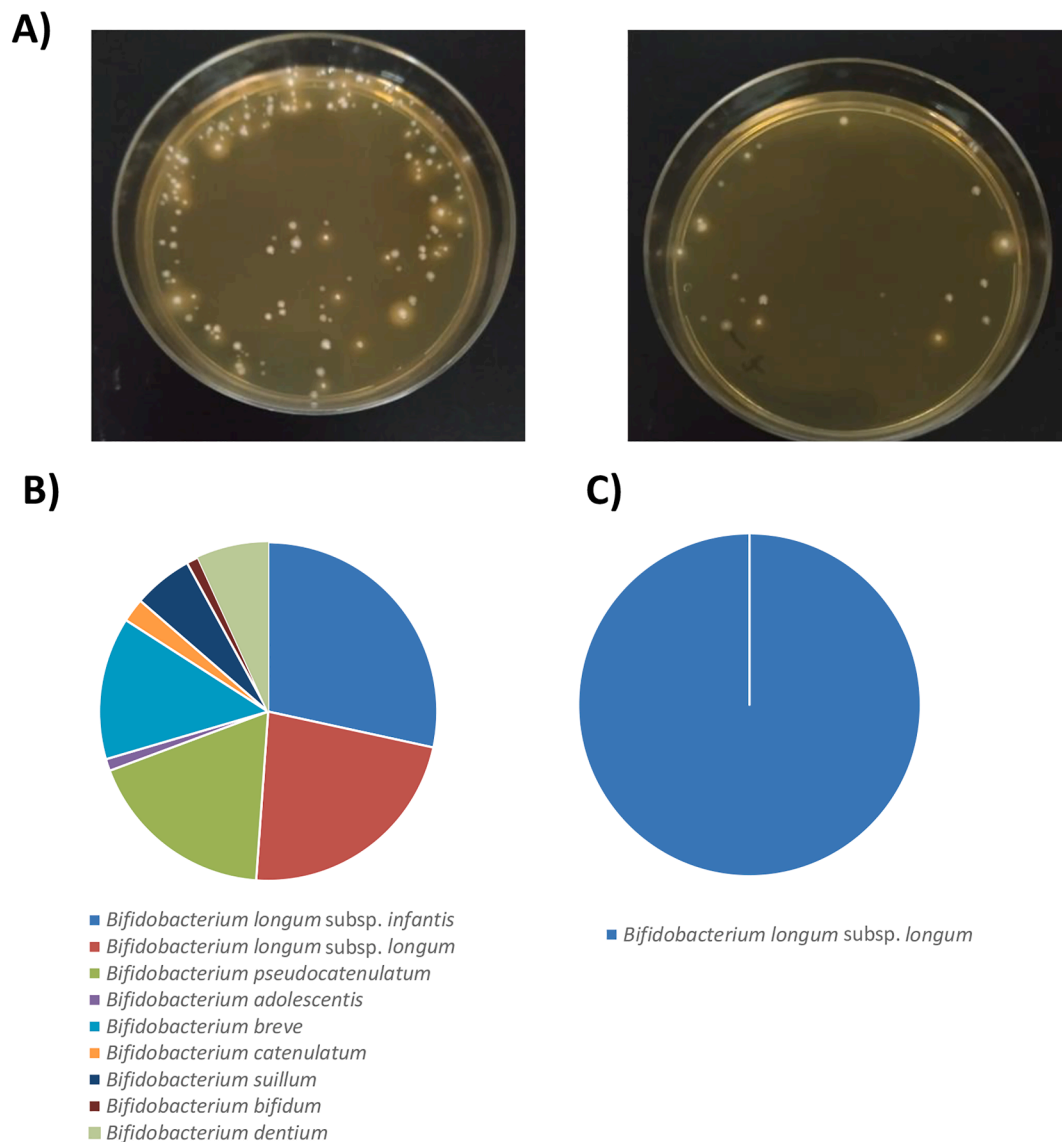 A)
B)
C)
Bifidobacterium longum subsp. infantis
Bifidobacterium longum subsp. longum
Bifidobacterium pseudocatenulatum
Bifidobacterium adolescentis
Bifidobacterium breve
Bifidobacterium catenulatum
Bifidobacterium suillum
Bifidobacterium bifidum
Bifidobacterium dentium
Bifidobacterium longum subsp. longum